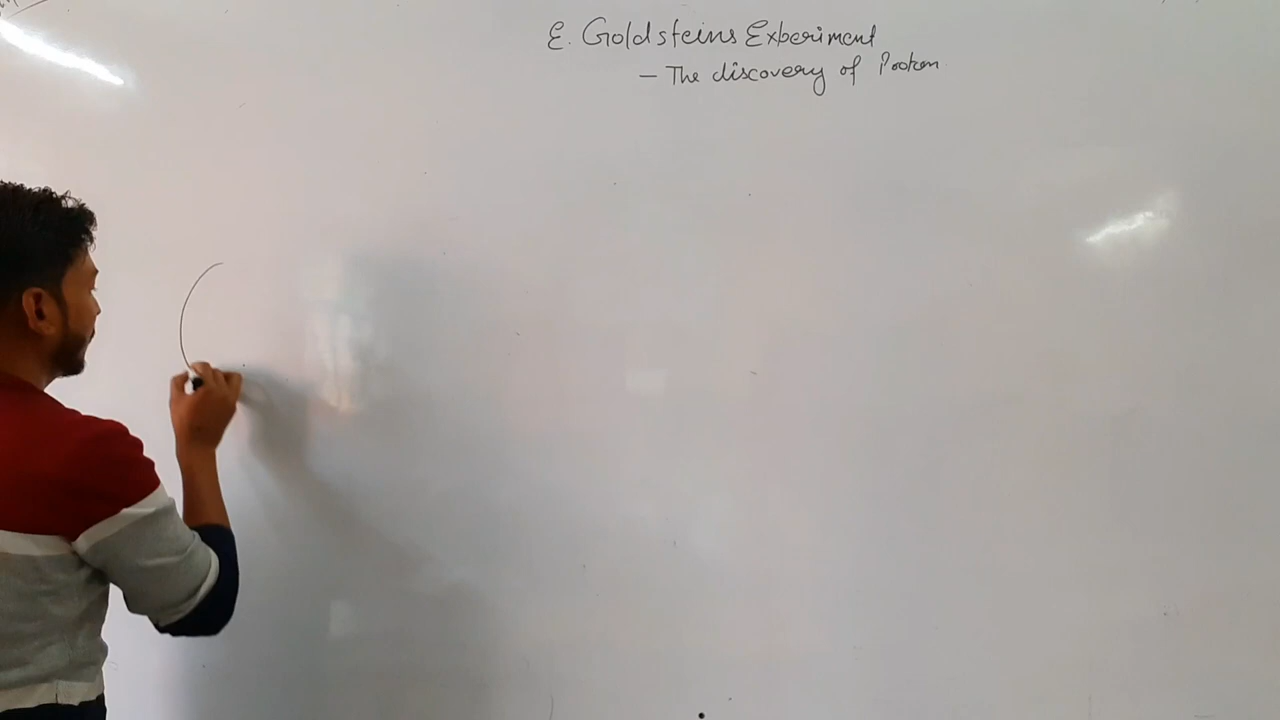 E. Goldsteins Experiment
– The discovery of Proton